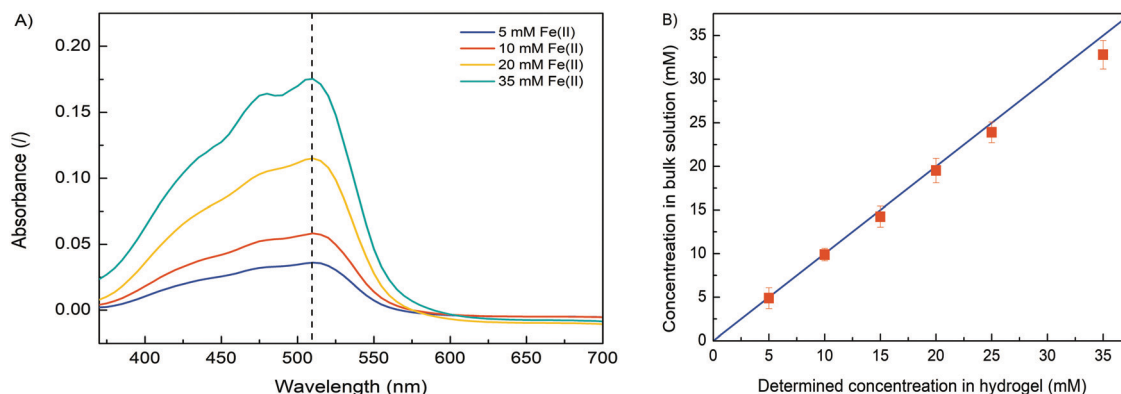 A)
5 mM Fe(II)
10 mM Fe(II)
20 mM Fe(II)
35 mM Fe(II)
0.20
0.15
0.10
0.05
0.00
Absorbance (/)
400 450 500 550 600 650 700
Wavelength (nm)
B)
35
30
25
20
15
10
5
0
Concentreation in bulk solution (mM)
0 5 10 15 20 25 30 35
Determined concentreation in hydrogel (mM)